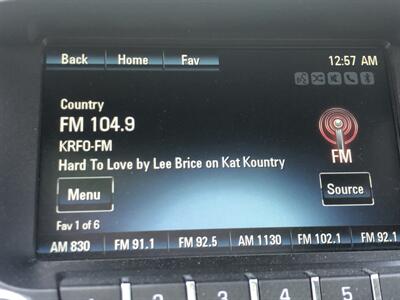 Back Home Fav 12:57 AM
Country
FM 104.9
KRFO-FM
Hard To Love by Lee Brice on Kat Kountry
FM
Menu Source
Fav 1 of 6
AM 830 FM 91.1 FM 92.5 AM 1130 FM 102.1 FM 92.1
1 2 3 4 5